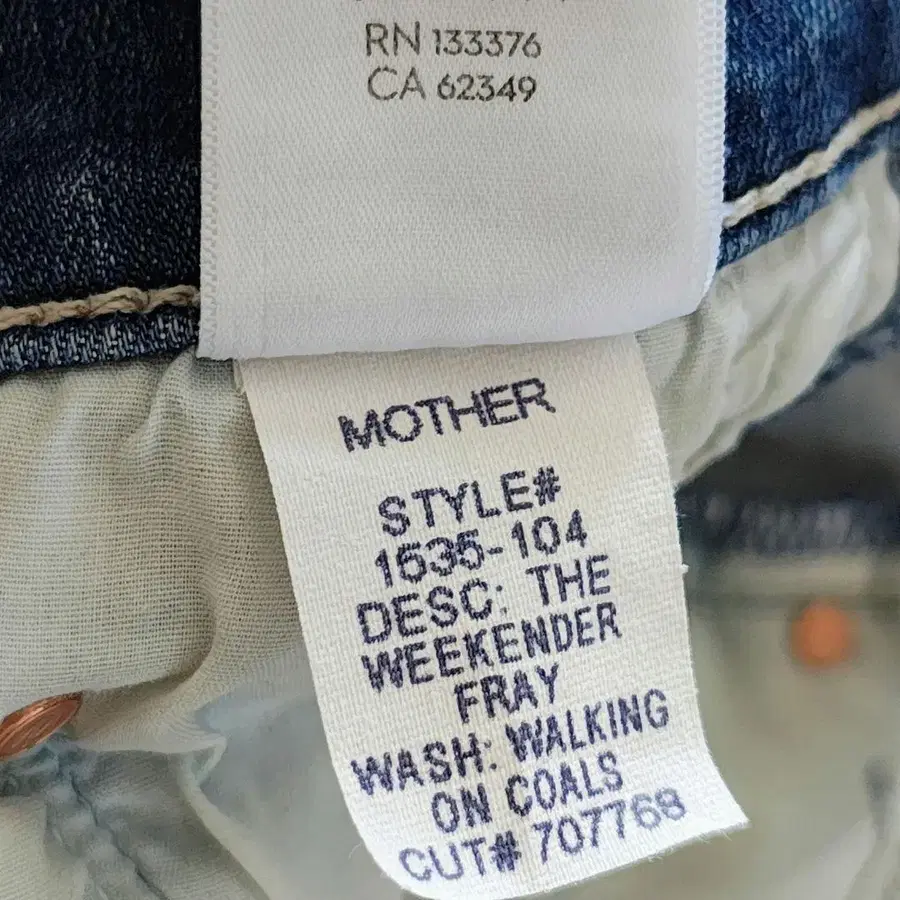 RN 133376
CA 62349
MOTHER
STYLE#
1535-104
DESC: THE
WEEKENDER
FRAY
WASH: WALKING
ON COALS
CUT# 707768